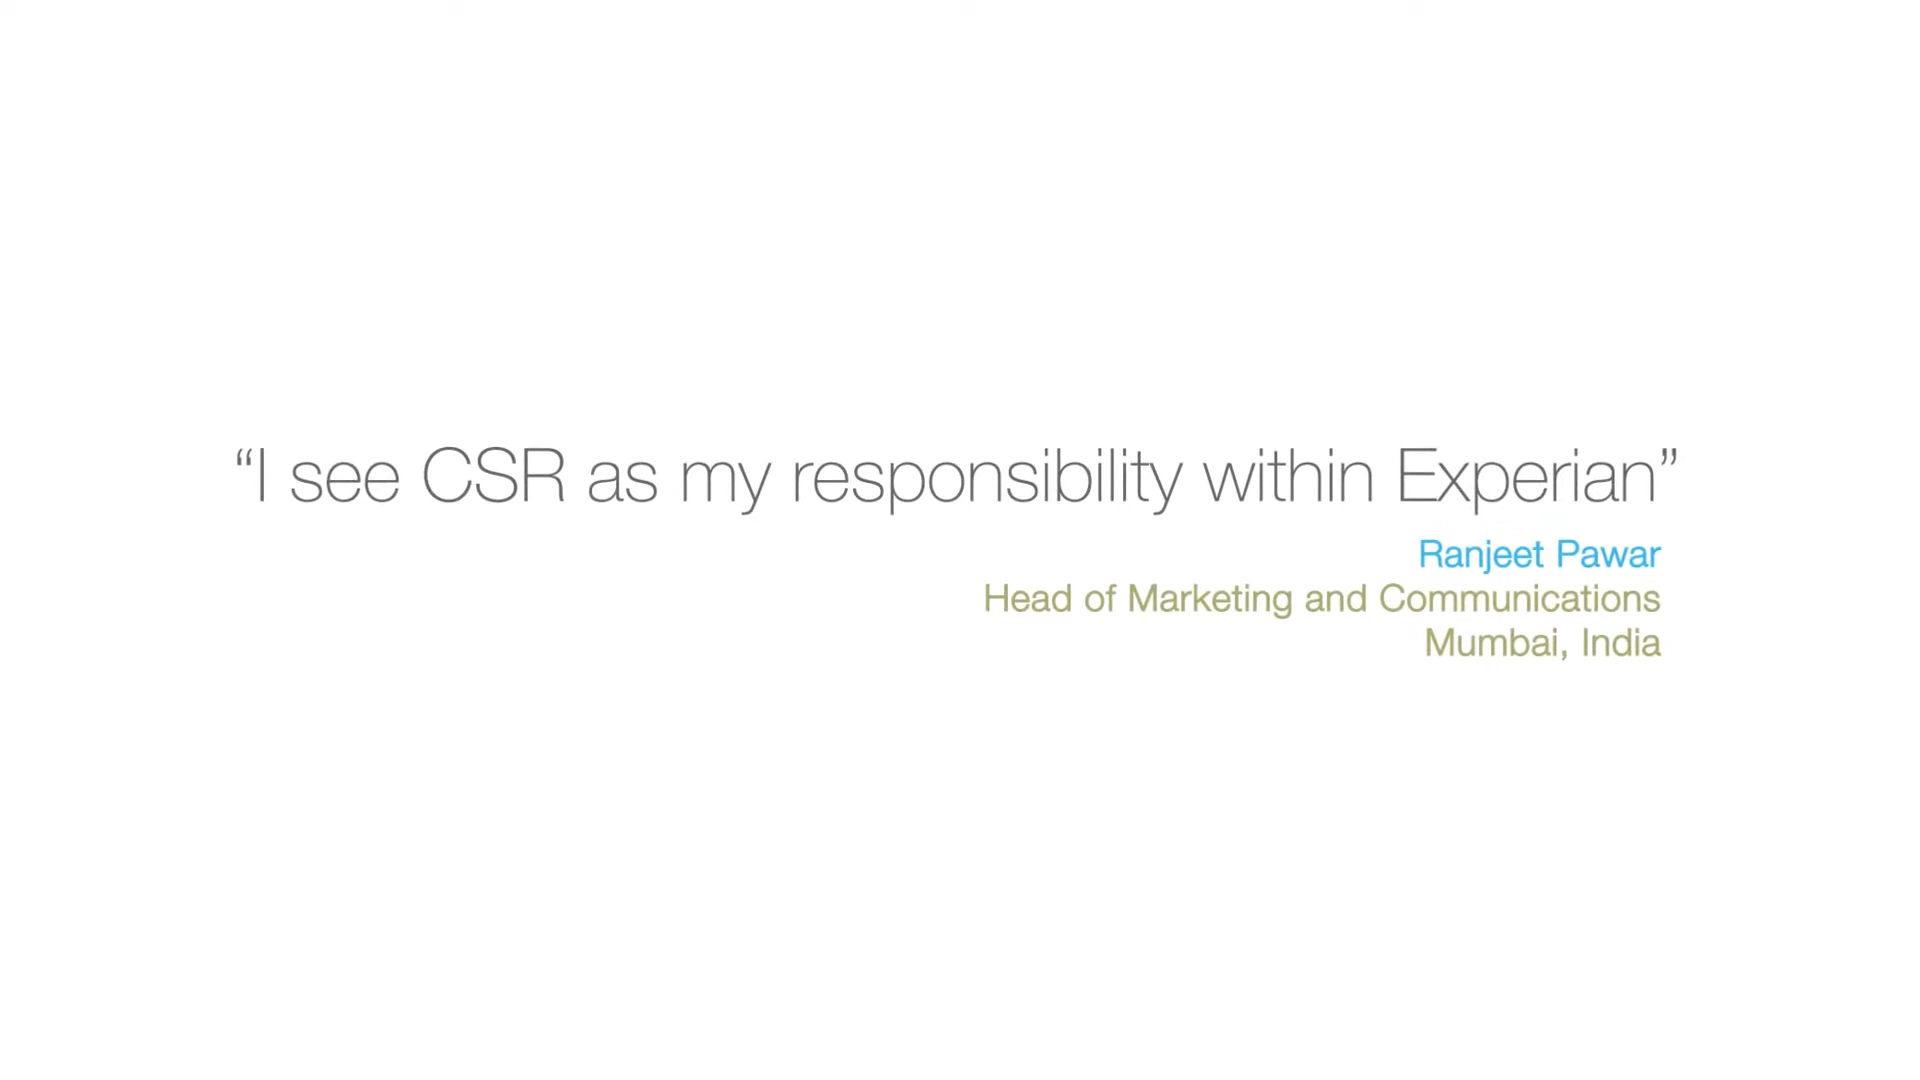 “I see CSR as my responsibility within Experian”
Ranjeet Pawar
Head of Marketing and Communications
Mumbai, India